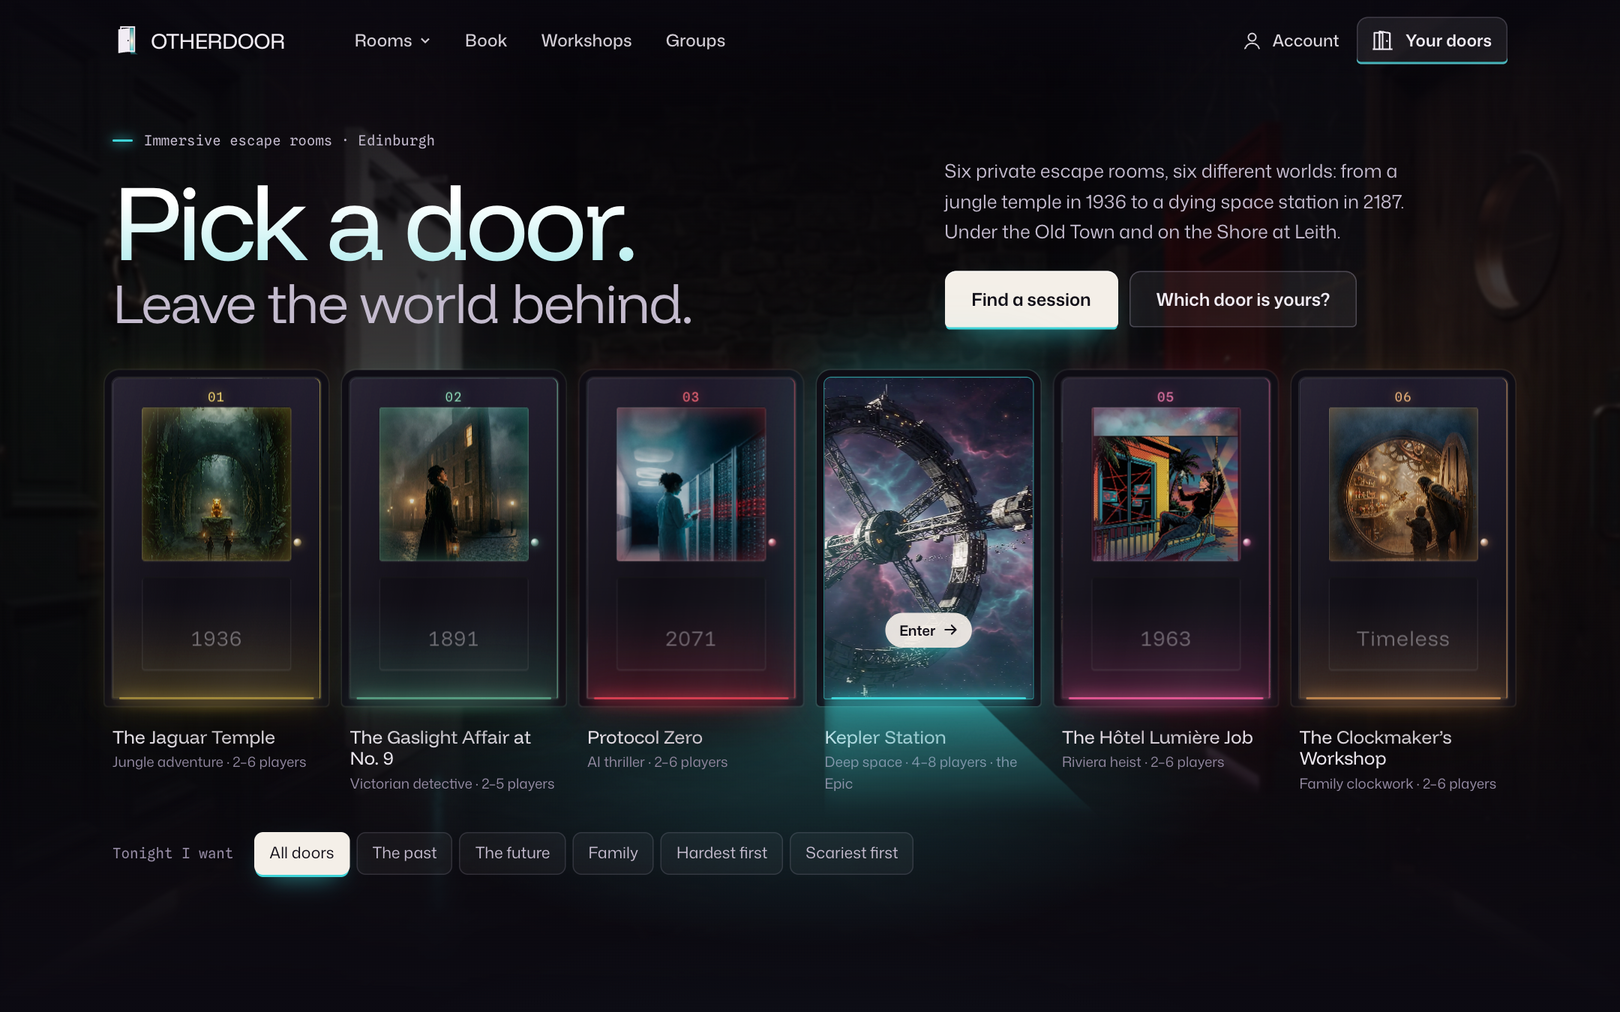 OTHERDOOR
Rooms
Book
Workshops
Groups
Account
Your doors
Immersive escape rooms · Edinburgh
Pick a door.
Leave the world behind.
Six private escape rooms, six different worlds: from a
jungle temple in 1936 to a dying space station in 2187.
Under the Old Town and on the Shore at Leith.
Find a session
Which door is yours?
01
1936
The Jaguar Temple
Jungle adventure · 2–6 players
02
1891
The Gaslight Affair at
No. 9
Victorian detective · 2–5 players
03
2071
Protocol Zero
AI thriller · 2–6 players
Enter →
Kepler Station
Deep space · 4–8 players · the
Epic
05
1963
The Hôtel Lumière Job
Riviera heist · 2–6 players
06
Timeless
The Clockmaker’s
Workshop
Family clockwork · 2–6 players
Tonight I want
All doors
The past
The future
Family
Hardest first
Scariest first